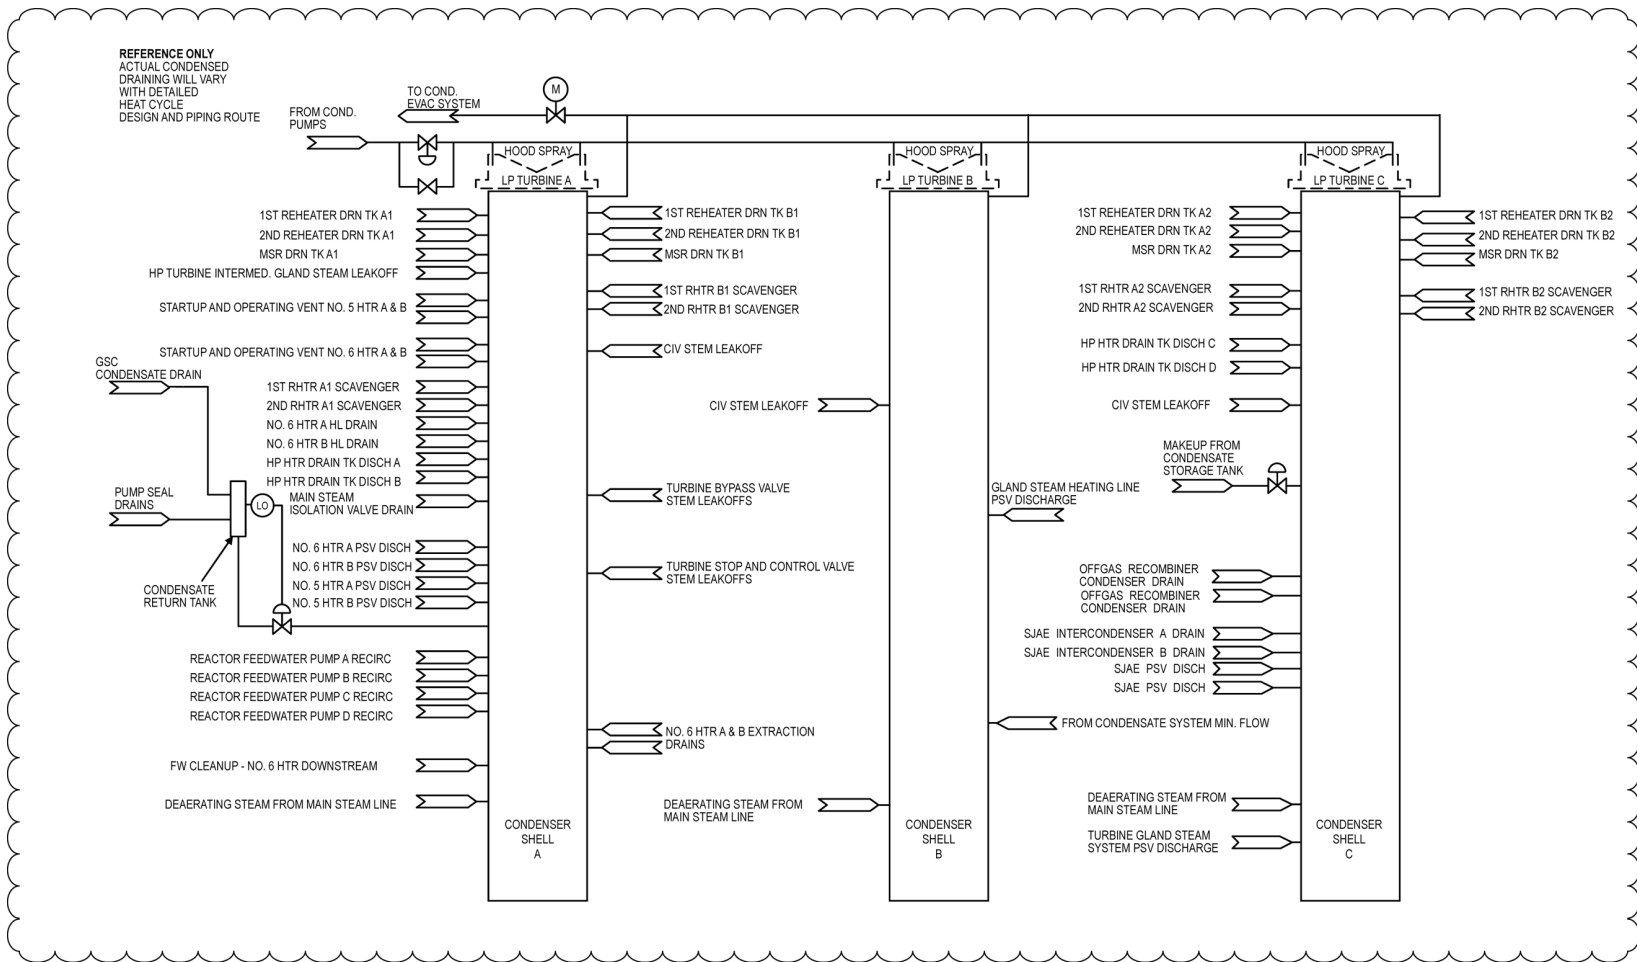 REFERENCE ONLY
ACTUAL CONDENSED
DRAINING WILL VARY
WITH DETAILED
HEAT CYCLE
DESIGN AND PIPING ROUTE
FROM COND.
PUMPS
TO COND.
EVAC SYSTEM
M
HOOD SPRAY
LP TURBINE A
HOOD SPRAY
LP TURBINE B
HOOD SPRAY
LP TURBINE C
1ST REHEATER DRN TK A1
2ND REHEATER DRN TK A1
MSR DRN TK A1
HP TURBINE INTERMED. GLAND STEAM LEAKOFF
STARTUP AND OPERATING VENT NO. 5 HTR A & B
STARTUP AND OPERATING VENT NO. 6 HTR A & B
GSC
CONDENSATE DRAIN
1ST RHTR A1 SCAVENGER
2ND RHTR A1 SCAVENGER
NO. 6 HTR A HL DRAIN
NO. 6 HTR B HL DRAIN
HP HTR DRAIN TK DISCH A
HP HTR DRAIN TK DISCH B
MAIN STEAM
ISOLATION VALVE DRAIN
LO
PUMP SEAL
DRAINS
CONDENSATE
RETURN TANK
NO. 6 HTR A PSV DISCH
NO. 6 HTR B PSV DISCH
NO. 5 HTR A PSV DISCH
NO. 5 HTR B PSV DISCH
REACTOR FEEDWATER PUMP A RECIRC
REACTOR FEEDWATER PUMP B RECIRC
REACTOR FEEDWATER PUMP C RECIRC
REACTOR FEEDWATER PUMP D RECIRC
FW CLEANUP - NO. 6 HTR DOWNSTREAM
DEAERATING STEAM FROM MAIN STEAM LINE
CONDENSER
SHELL
A
1ST REHEATER DRN TK B1
2ND REHEATER DRN TK B1
MSR DRN TK B1
1ST RHTR B1 SCAVENGER
2ND RHTR B1 SCAVENGER
CIV STEM LEAKOFF
TURBINE BYPASS VALVE
STEM LEAKOFFS
TURBINE STOP AND CONTROL VALVE
STEM LEAKOFFS
NO. 6 HTR A & B EXTRACTION
DRAINS
CIV STEM LEAKOFF
DEAERATING STEAM FROM
MAIN STEAM LINE
CONDENSER
SHELL
B
GLAND STEAM HEATING LINE
PSV DISCHARGE
FROM CONDENSATE SYSTEM MIN. FLOW
1ST REHEATER DRN TK A2
2ND REHEATER DRN TK A2
MSR DRN TK A2
1ST RHTR A2 SCAVENGER
2ND RHTR A2 SCAVENGER
HP HTR DRAIN TK DISCH C
HP HTR DRAIN TK DISCH D
CIV STEM LEAKOFF
MAKEUP FROM
CONDENSATE
STORAGE TANK
OFFGAS RECOMBINER
CONDENSER DRAIN
OFFGAS RECOMBINER
CONDENSER DRAIN
SJAE INTERCONDENSER A DRAIN
SJAE INTERCONDENSER B DRAIN
SJAE PSV DISCH
SJAE PSV DISCH
DEAERATING STEAM FROM
MAIN STEAM LINE
TURBINE GLAND STEAM
SYSTEM PSV DISCHARGE
CONDENSER
SHELL
C
1ST REHEATER DRN TK B2
2ND REHEATER DRN TK B2
MSR DRN TK B2
1ST RHTR B2 SCAVENGER
2ND RHTR B2 SCAVENGER